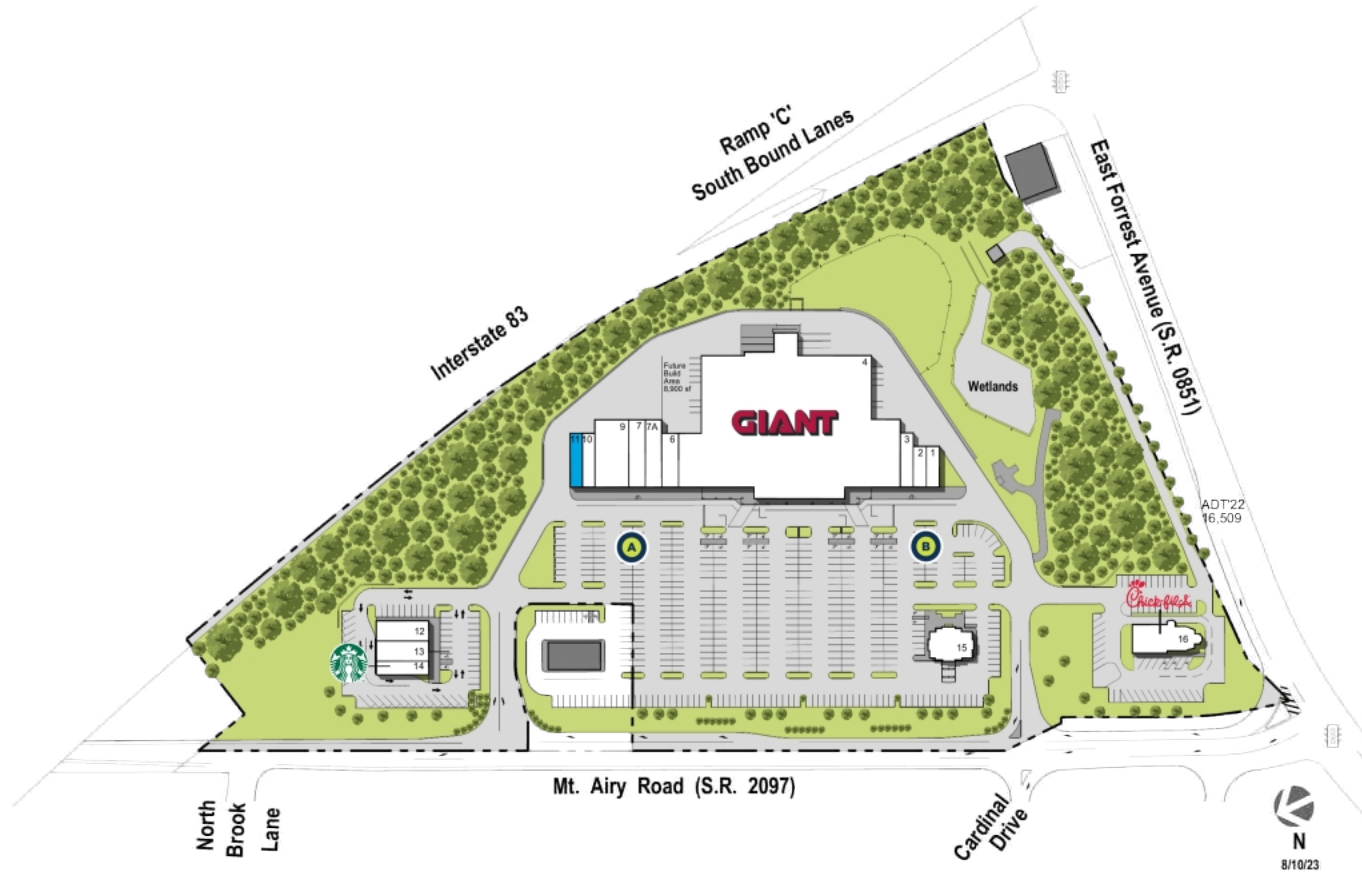 Ramp 'C'
South Bound Lanes
East Forrest Avenue (S.R. 0851)
Interstate 83
Future
Build
Area
8,900 sf
4
Wetlands
GIANT
11
10
9
7
7A
6
3
2
1
ADT'22
16,509
A
B
Chick-fil-A
12
13
14
15
16
Mt. Airy Road (S.R. 2097)
North
Brook
Lane
Cardinal
Drive
N
8/10/23